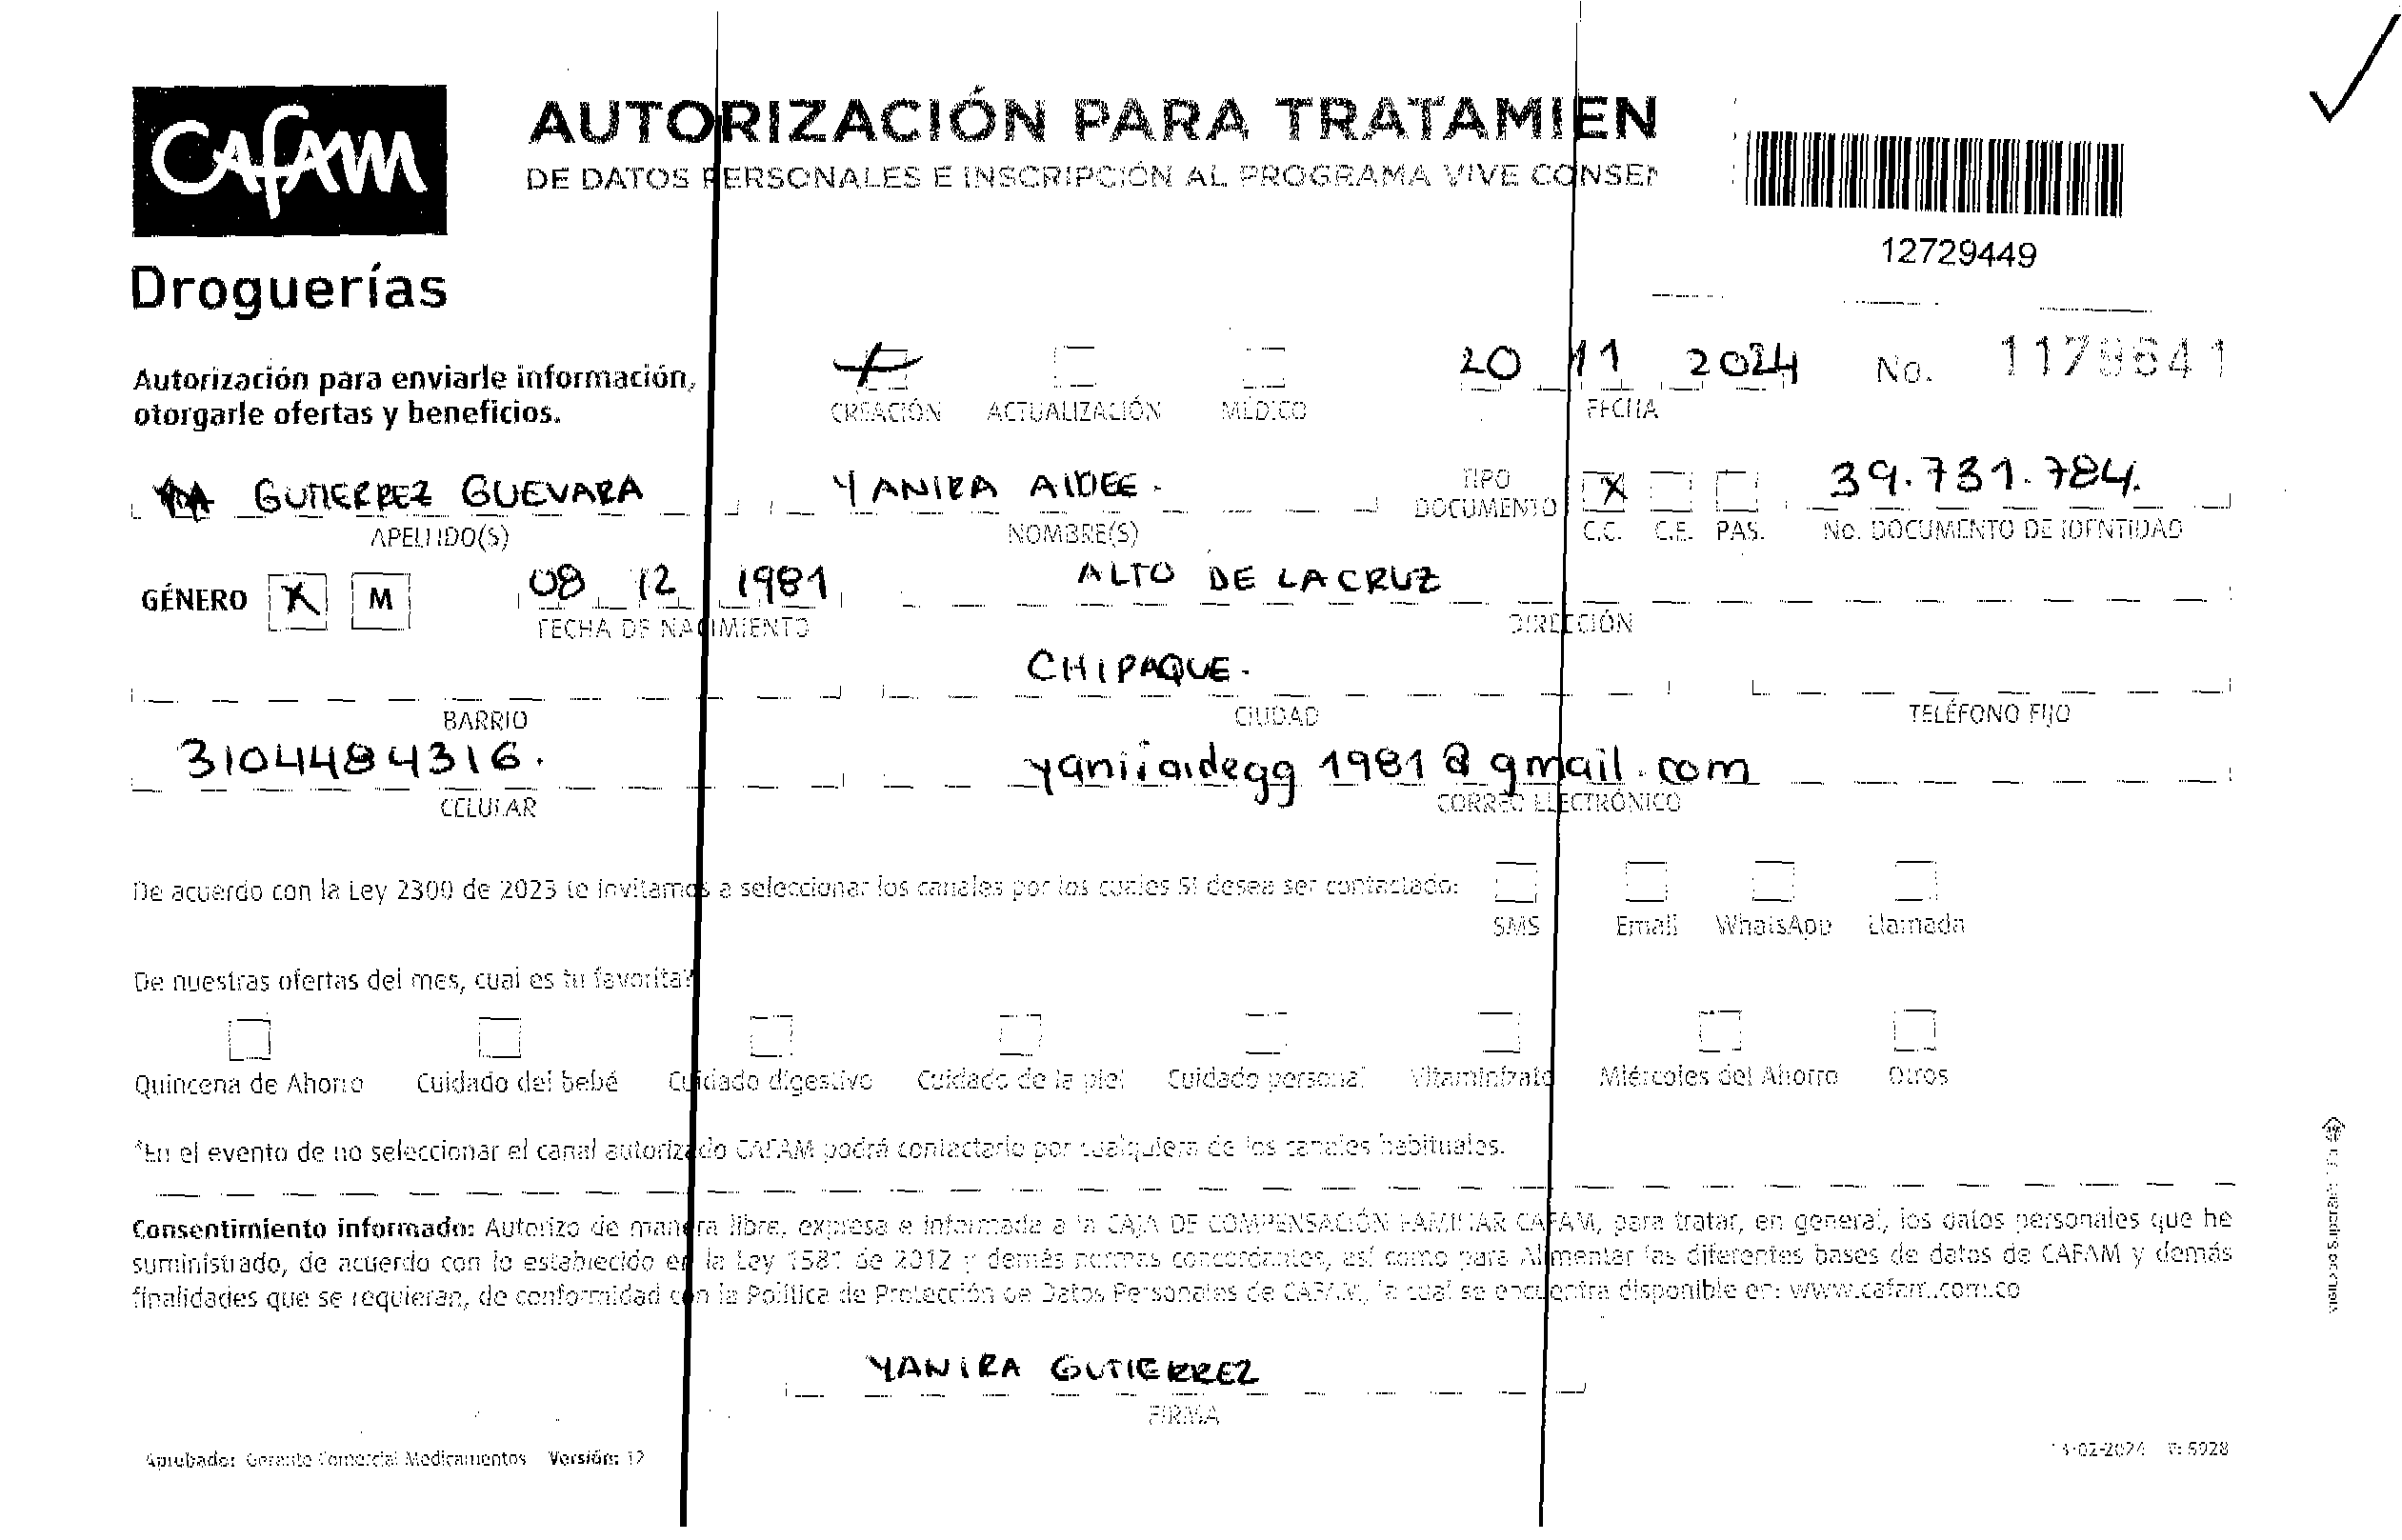 CAFAM
Droguerías
AUTORIZACIÓN PARA TRATAMIEN
DE DATOS PERSONALES E INSCRIPCIÓN AL PROGRAMA VIVE CONSEN
12729449
Autorización para enviarle información,
otorgarle ofertas y beneficios.
CREACIÓN ACTUALIZACIÓN MÉDICO
20 11 2024
FECHA
No. 1178641
GUTIERREZ GUEVARA
APELLIDO(S)
YANIRA AIDEE.
NOMBRE(S)
TIPO
DOCUMENTO
X
C.C. C.E. PAS.
39.731.784.
No. DOCUMENTO DE IDENTIDAD
GÉNERO X M
08 12 1981
FECHA DE NACIMIENTO
ALTO DE LA CRUZ
DIRECCIÓN
CHIPAQUE.
BARRIO CIUDAD TELÉFONO FIJO
3104484316.
CELULAR
1981@gmail.com
CORREO ELECTRÓNICO
De acuerdo con la Ley 2300 de 2023 te invitamos a seleccionar los canales por los cuales SI desea ser contactado:
SMS Email WhatsApp Llamada
De nuestras ofertas del mes, cual es tu favorita?
Quincena de Ahorro Cuidado del bebé Cuidado digestivo Cuidado de la piel Cuidado personal Vitaminízate Miércoles del Ahorro Otros
*En el evento de no seleccionar el canal autorizado CAFAM podrá contactarlo por cualquiera de los canales habituales.
Consentimiento informado: Autorizo de manera libre, expresa e informada a la CAJA DE COMPENSACIÓN FAMILIAR CAFAM, para tratar, en general, los datos personales que he
suministrado, de acuerdo con lo establecido en la Ley 1581 de 2012 y demás normas concordantes, así como para Alimentar las diferentes bases de datos de CAFAM y demás
finalidades que se requieran, de conformidad con la Política de Protección de Datos Personales de CAFAM, la cual se encuentra disponible en: www.cafam.com.co
YANIRA GUTIERREZ
FIRMA
Aprobado: Gerente Comercial Medicamentos Versión: 12
VIGILADO Supersubsidio